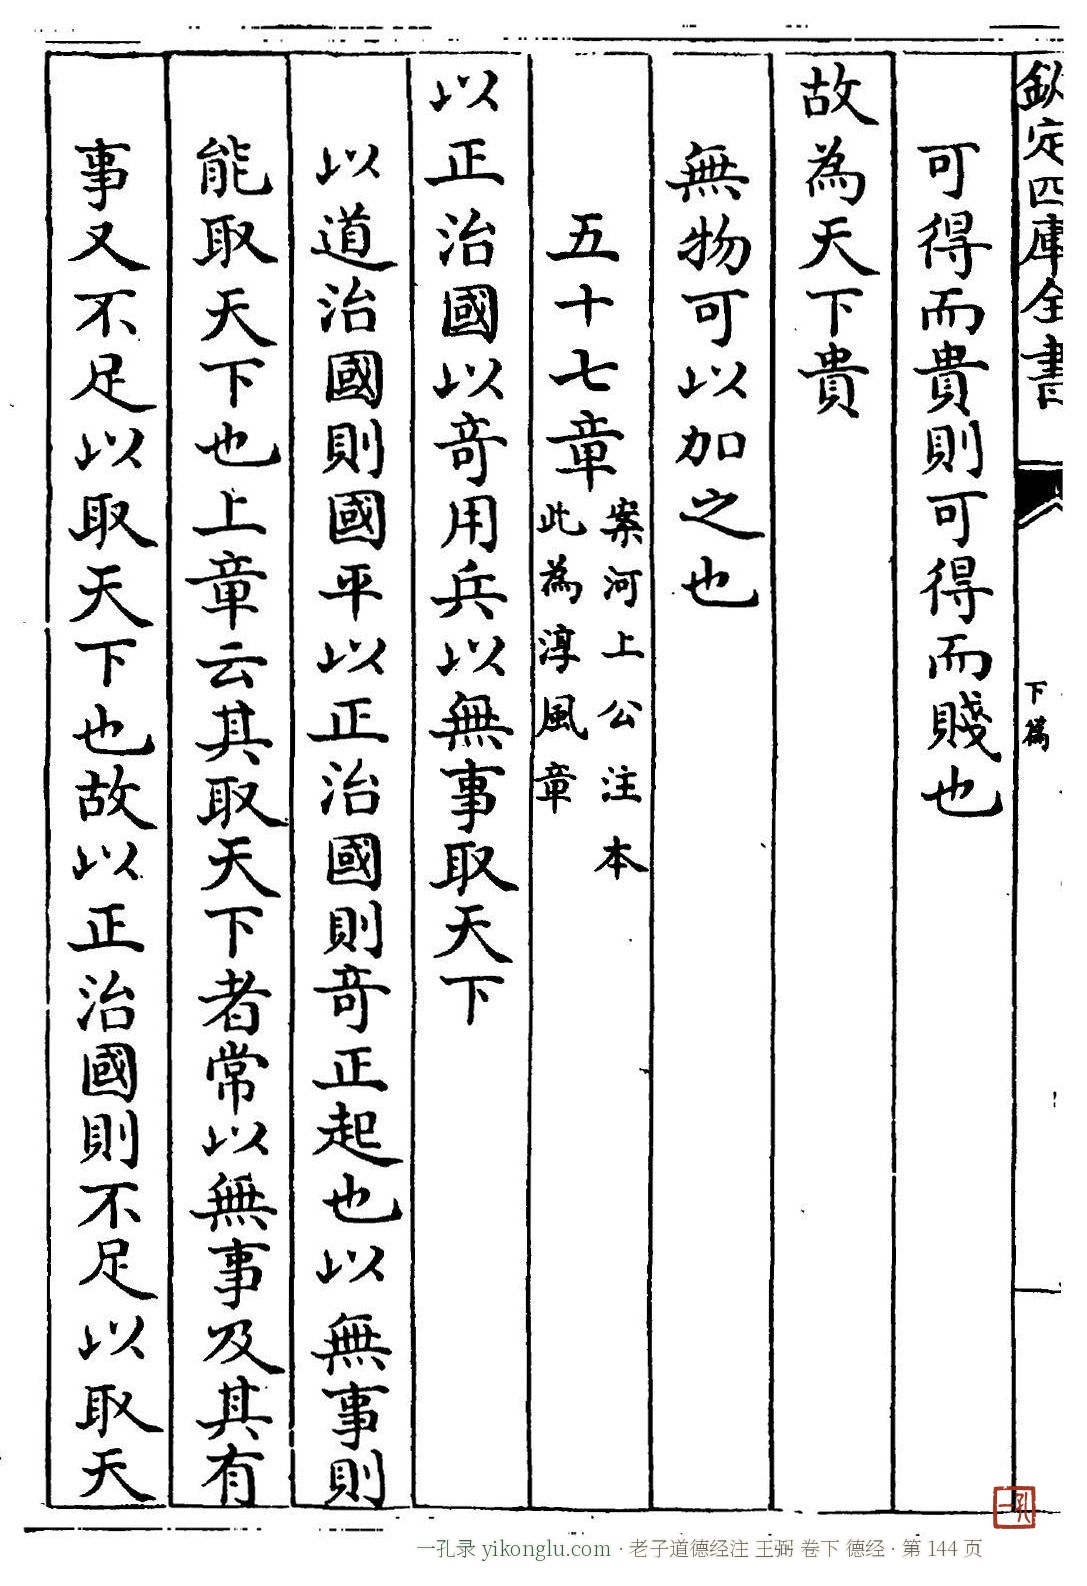 欽定四庫全書
下篇
可得而貴則可得而賤也
故為天下貴
無物可以加之也
五十七章
案河上公注本
此為淳風章
以正治國以竒用兵以無事取天下
以道治國則國平以正治國則竒正起也以無事則
能取天下也上章云其取天下者常以無事及其有
事又不足以取天下也故以正治國則不足以取天
一孔
一孔录 yikonglu.com · 老子道德经注 王弼 卷下 德经 · 第 144 页